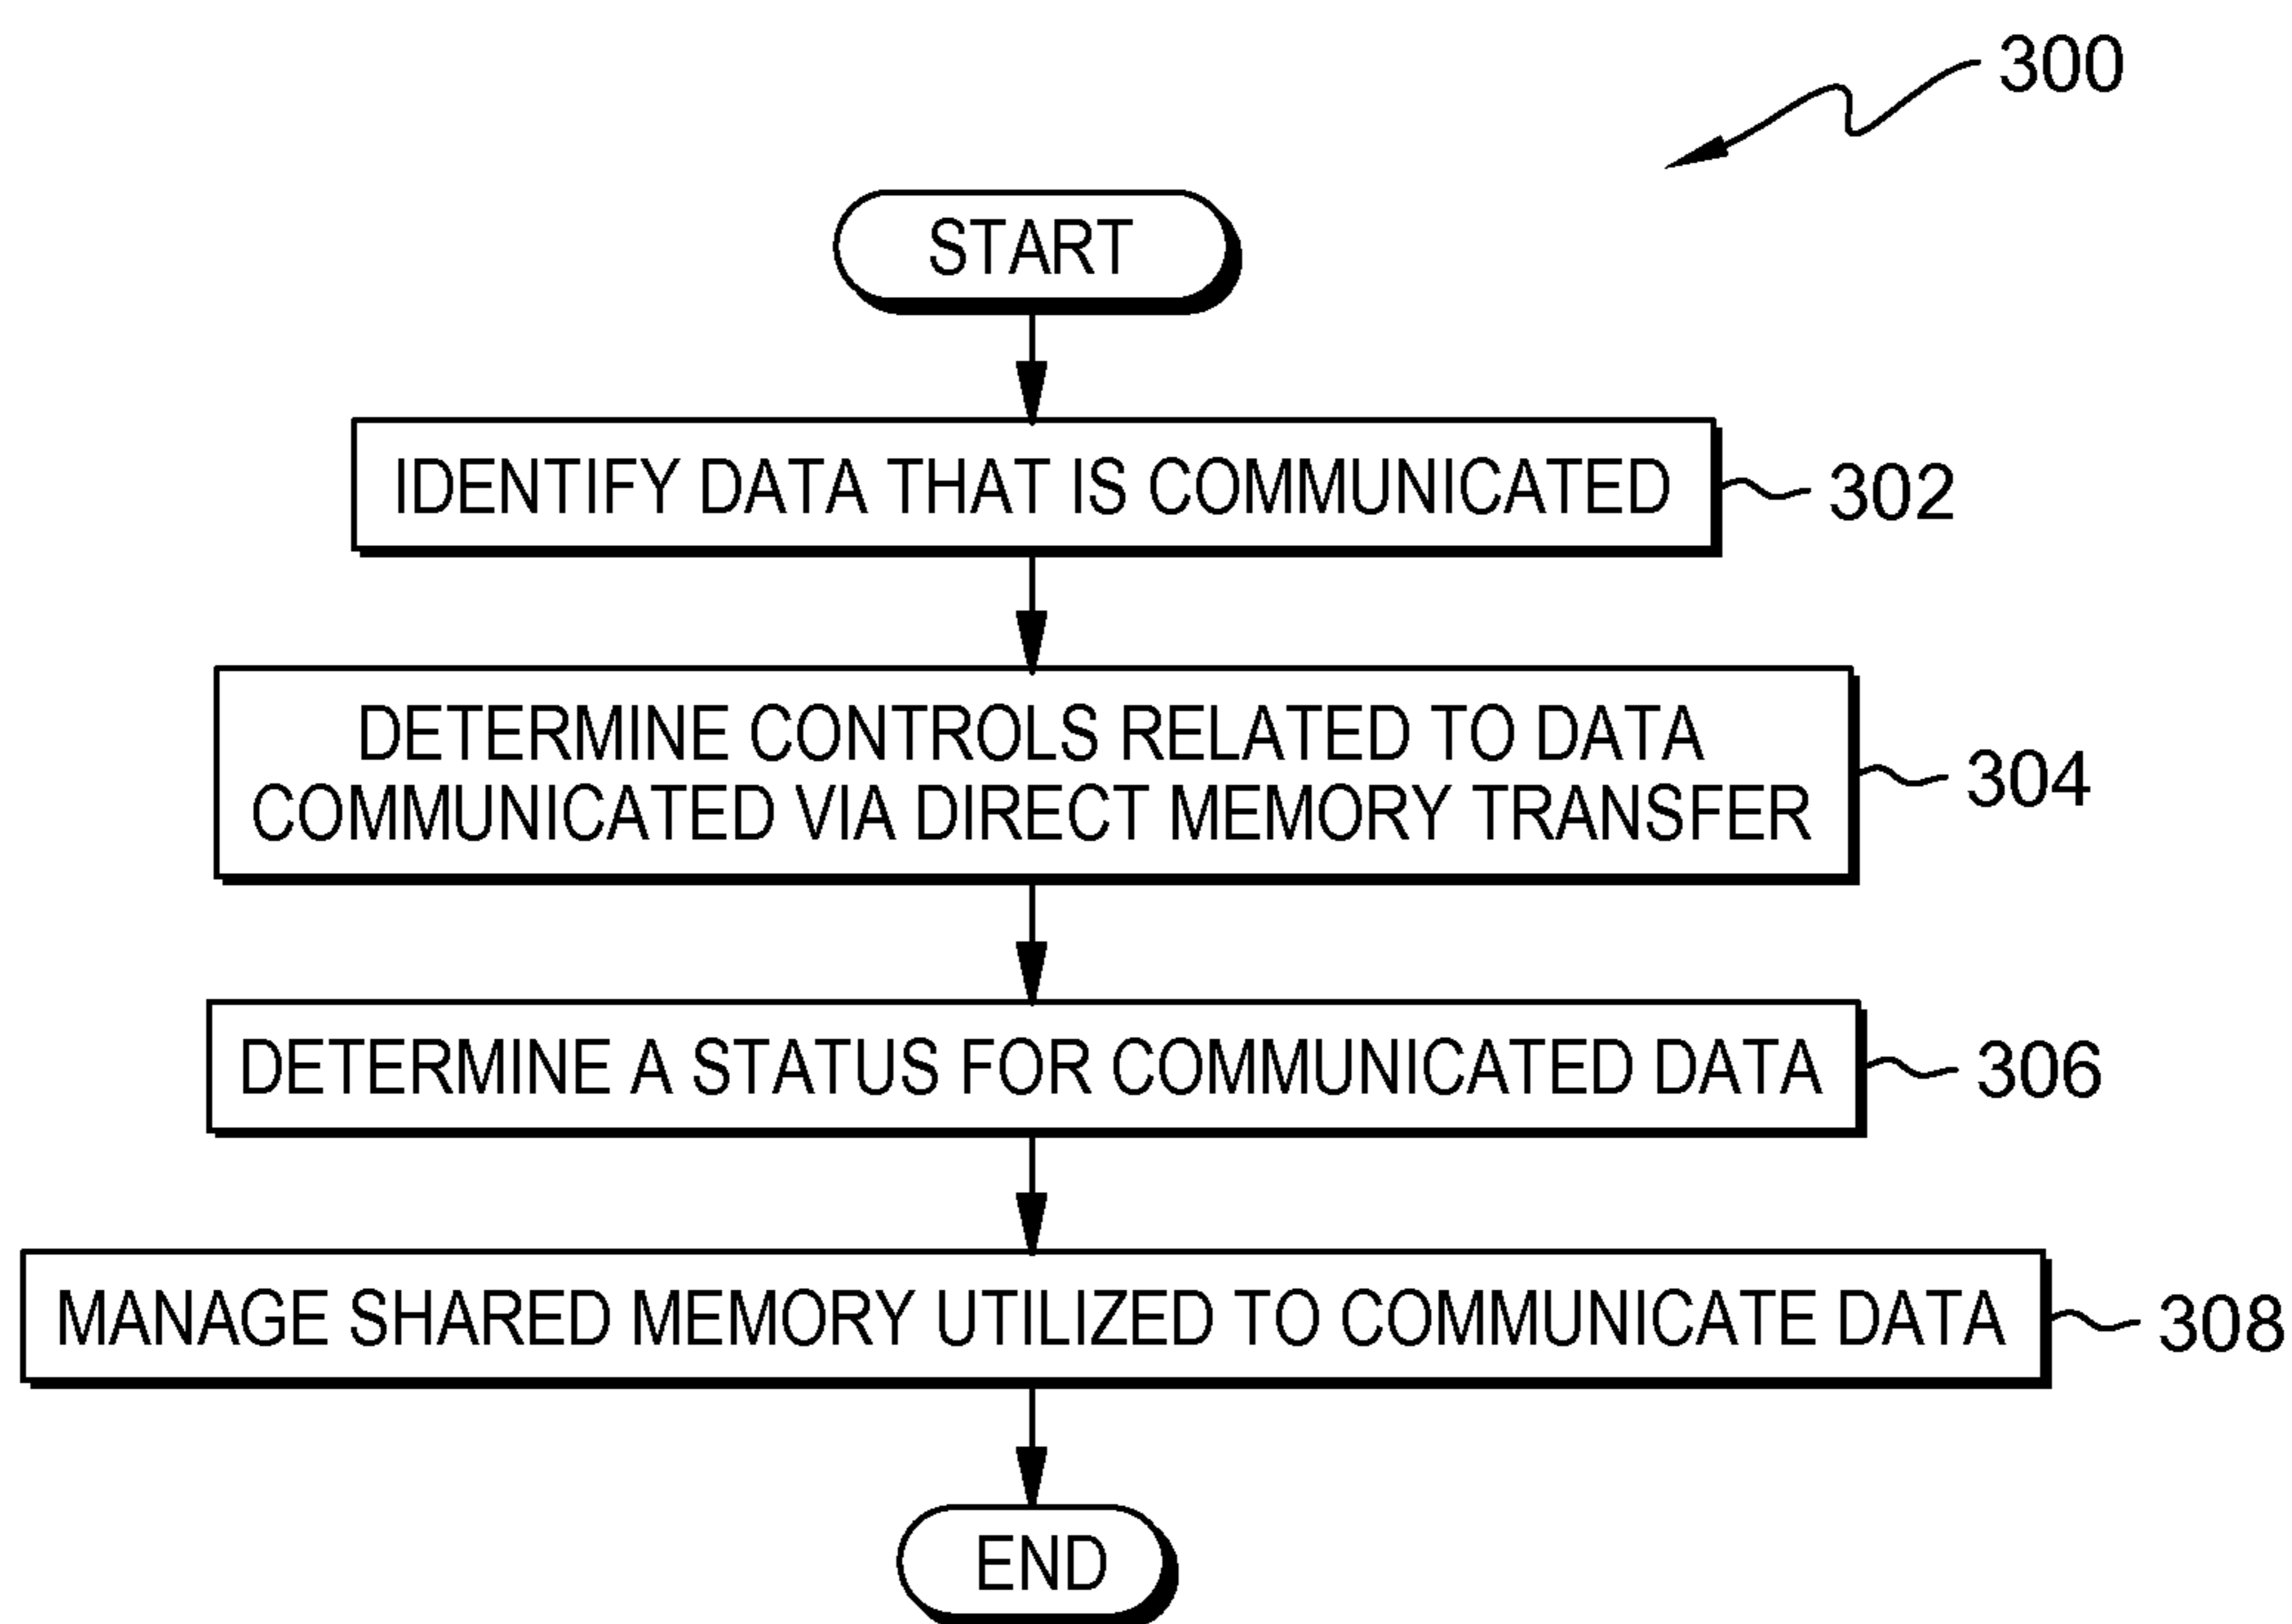 300
START
IDENTIFY DATA THAT IS COMMUNICATED
302
DETERMINE CONTROLS RELATED TO DATA
COMMUNICATED VIA DIRECT MEMORY TRANSFER
304
DETERMINE A STATUS FOR COMMUNICATED DATA
306
MANAGE SHARED MEMORY UTILIZED TO COMMUNICATE DATA
308
END